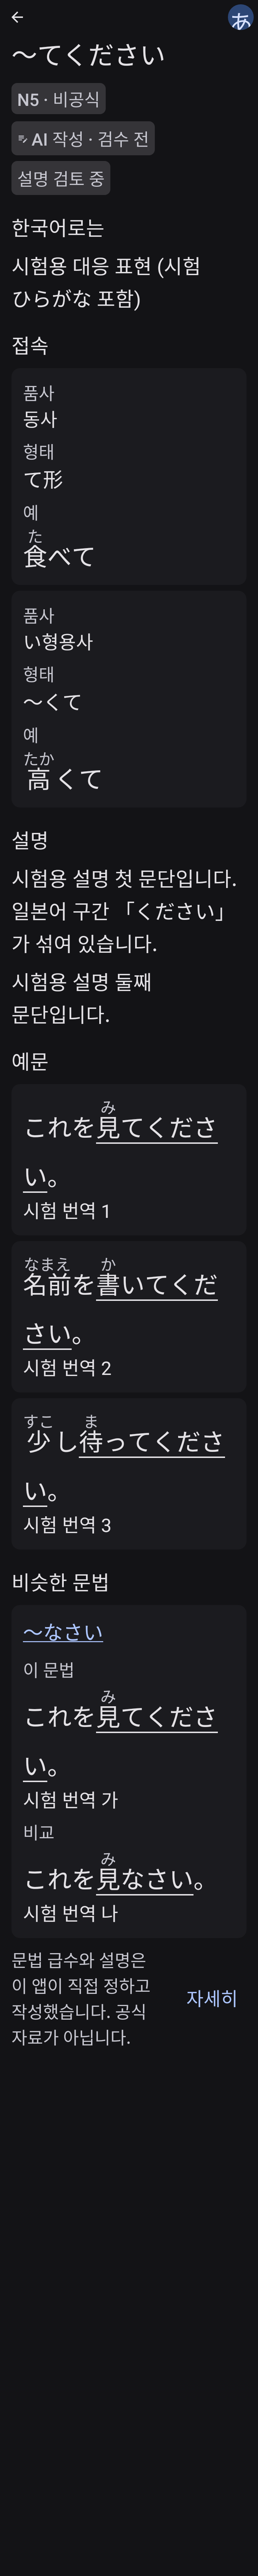 あ
〜てください
N5 · 비공식
AI 작성 · 검수 전
설명 검토 중
한국어로는
시험용 대응 표현 (시험
ひらがな 포함)
접속
품사
동사
형태
て形
예
た
食べて
품사
い형용사
형태
〜くて
예
たか
高くて
설명
시험용 설명 첫 문단입니다.
일본어 구간 「ください」
가 섞여 있습니다.
시험용 설명 둘째
문단입니다.
예문
み
これを見てくださ
い。
시험 번역 1
なまえ か
名前を書いてくだ
さい。
시험 번역 2
すこ ま
少し待ってくださ
い。
시험 번역 3
비슷한 문법
〜なさい
이 문법
み
これを見てくださ
い。
시험 번역 가
비교
み
これを見なさい。
시험 번역 나
문법 급수와 설명은
이 앱이 직접 정하고
작성했습니다. 공식
자료가 아닙니다.
자세히